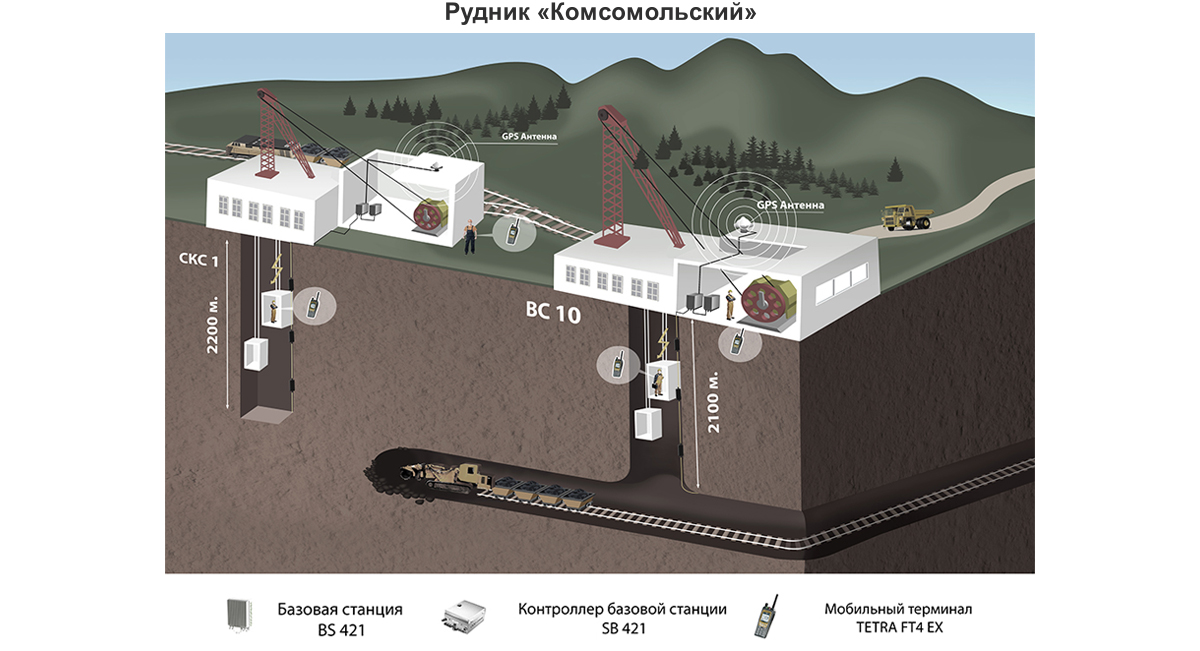 Рудник «Комсомольский»
GPS Антенна
GPS Антенна
СКС 1
2200 м.
ВС 10
2100 м.
Базовая станция
BS 421
Контроллер базовой станции
SB 421
Мобильный терминал
TETRA FT4 EX